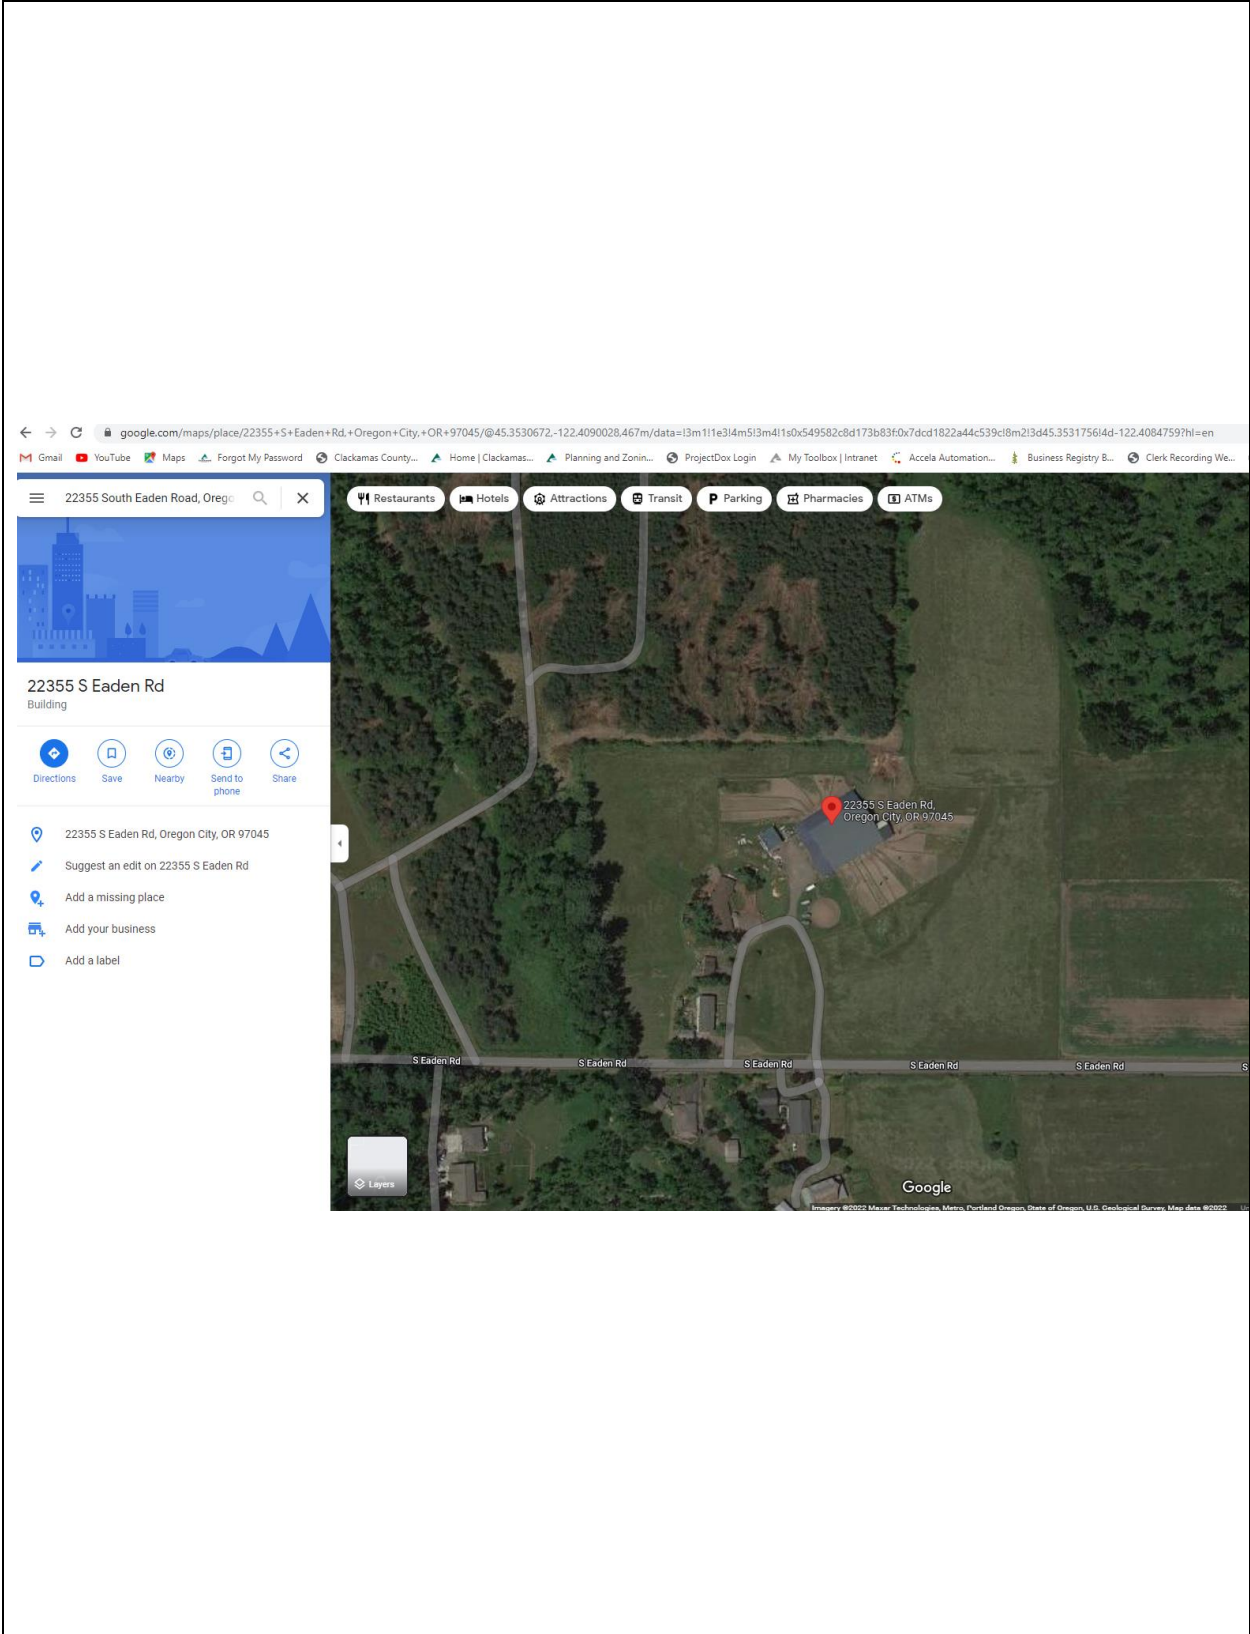 google.com/maps/place/22355+S+Eaden+Rd,+Oregon+City,+OR+97045/@45.3530672,-122.4090028,467m/data=!3m1!1e3!4m5!3m4!1s0x549582c8d173b83f:0x7dcd1822a44c539c!8m2!3d45.3531756!4d-122.4084759?hl=en
Gmail YouTube Maps Forgot My Password Clackamas County... Home | Clackamas... Planning and Zonin... ProjectDox Login My Toolbox | Intranet Accela Automation... Business Registry B... Clerk Recording We...
22355 South Eaden Road, Orego
Restaurants Hotels Attractions Transit P Parking Pharmacies ATMs
22355 S Eaden Rd
Building
Directions Save Nearby Send to phone Share
22355 S Eaden Rd, Oregon City, OR 97045
Suggest an edit on 22355 S Eaden Rd
Add a missing place
Add your business
Add a label
22355 S Eaden Rd,
Oregon City, OR 97045
S Eaden Rd S Eaden Rd S Eaden Rd S Eaden Rd S Eaden Rd S
Layers
Google
Imagery ©2022 Maxar Technologies, Metro, Portland Oregon, State of Oregon, U.S. Geological Survey, Map data ©2022